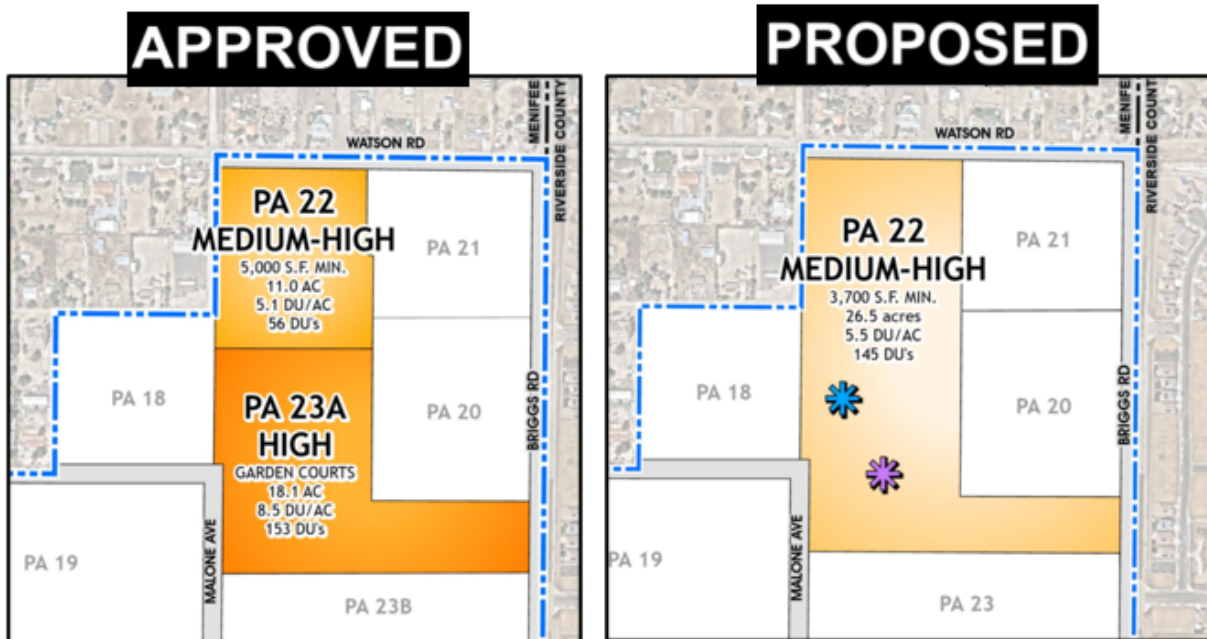 APPROVED
WATSON RD
MENIFEE
RIVERSIDE COUNTY
PA 22
MEDIUM-HIGH
5,000 S.F. MIN.
11.0 AC
5.1 DU/AC
56 DU's
PA 21
PA 18
PA 23A
HIGH
GARDEN COURTS
18.1 AC
8.5 DU/AC
153 DU's
PA 20
BRIGGS RD
PA 19
MALONE AVE
PA 23B
PROPOSED
WATSON RD
MENIFEE
RIVERSIDE COUNTY
PA 22
MEDIUM-HIGH
3,700 S.F. MIN.
26.5 acres
5.5 DU/AC
145 DU's
PA 21
PA 18
PA 20
BRIGGS RD
PA 19
MALONE AVE
PA 23